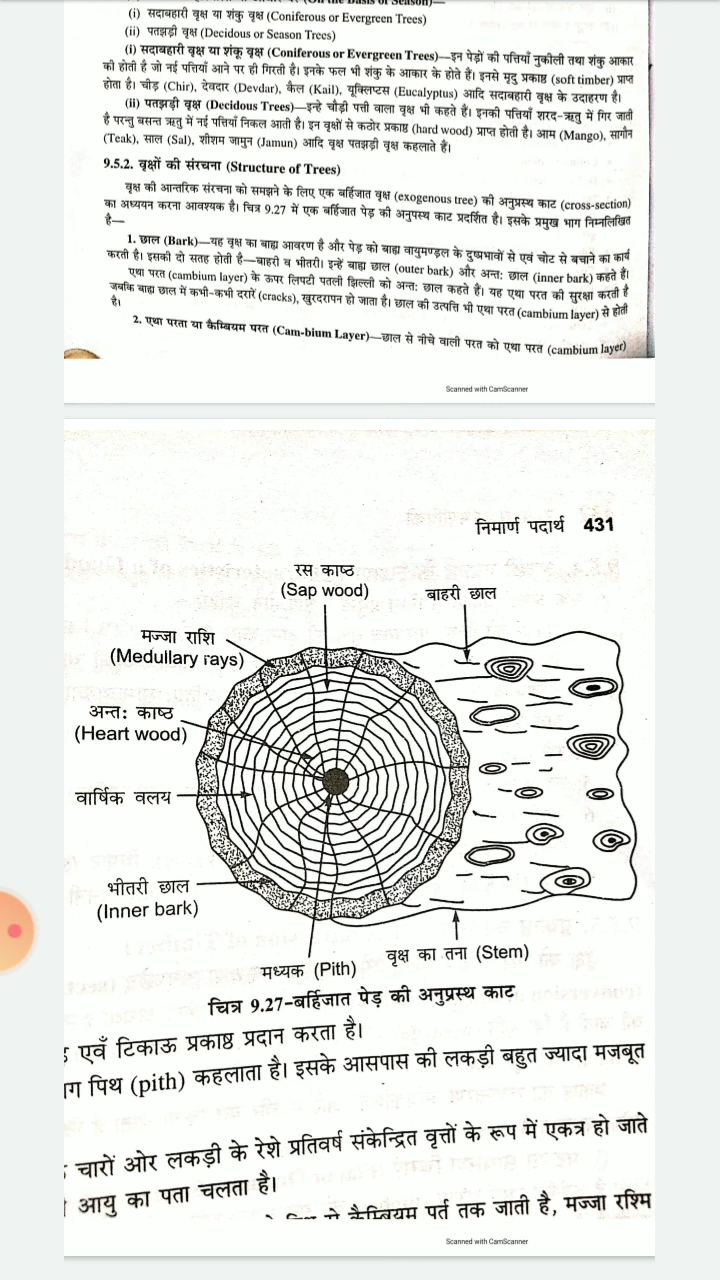 (On the Basis of Season)—
(i) सदाबहारी वृक्ष या शंकु वृक्ष (Coniferous or Evergreen Trees)
(ii) पतझड़ी वृक्ष (Decidous or Season Trees)
(i) सदाबहारी वृक्ष या शंकू वृक्ष (Coniferous or Evergreen Trees)—इन पेड़ों की पत्तियाँ नुकीली तथा शंकु आकार
की होती है जो नई पत्तियाँ आने पर ही गिरती है। इनके फल भी शंकु के आकार के होते हैं। इनसे मृदु प्रकाष्ठ (soft timber) प्राप्त
होता है। चीड़ (Chir), देवदार (Devdar), कैल (Kail), यूक्लिप्टस (Eucalyptus) आदि सदाबहारी वृक्ष के उदाहरण है।
(ii) पतझड़ी वृक्ष (Decidous Trees)—इन्हे चौड़ी पत्ती वाला वृक्ष भी कहते हैं। इनकी पत्तियाँ शरद-ऋतु में गिर जाती
है परन्तु बसन्त ऋतु में नई पत्तियाँ निकल आती है। इन वृक्षों से कठोर प्रकाष्ठ (hard wood) प्राप्त होती है। आम (Mango), सागौन
(Teak), साल (Sal), शीशम जामुन (Jamun) आदि वृक्ष पतझड़ी वृक्ष कहलाते हैं।
9.5.2. वृक्षों की संरचना (Structure of Trees)
वृक्ष की आन्तरिक संरचना को समझने के लिए एक बर्हिजात वृक्ष (exogenous tree) की अनुप्रस्थ काट (cross-section)
का अध्ययन करना आवश्यक है। चित्र 9.27 में एक बर्हिजात पेड़ की अनुपस्थ काट प्रदर्शित है। इसके प्रमुख भाग निम्नलिखित
है—
1. छाल (Bark)—यह वृक्ष का बाह्य आवरण है और पेड़ को बाह्य वायुमण्डल के दुष्प्रभावों से एवं चोट से बचाने का कार्य
करती है। इसकी दो सतह होती है—बाहरी व भीतरी। इन्हें बाह्य छाल (outer bark) और अन्त: छाल (inner bark) कहते हैं।
एधा परत (cambium layer) के ऊपर लिपटी पतली झिल्ली को अन्त: छाल कहते हैं। यह एधा परत की सुरक्षा करती है
जबकि बाह्य छाल में कभी-कभी दरारें (cracks), खुरदरापन हो जाता है। छाल की उत्पत्ति भी एधा परत (cambium layer) से होती
है।
2. एधा परता या कैम्बियम परत (Cam-bium Layer)—छाल से नीचे वाली परत को एधा परत (cambium layer)
Scanned with CamScanner
निमार्ण पदार्थ 431
रस काष्ठ
(Sap wood)
बाहरी छाल
मज्जा राशि
(Medullary rays)
अन्त: काष्ठ
(Heart wood)
वार्षिक वलय
भीतरी छाल
(Inner bark)
मध्यक (Pith)
वृक्ष का तना (Stem)
चित्र 9.27–बर्हिजात पेड़ की अनुप्रस्थ काट
एवँ टिकाऊ प्रकाष्ठ प्रदान करता है।
पिथ (pith) कहलाता है। इसके आसपास की लकड़ी बहुत ज्यादा मजबूत
चारों ओर लकड़ी के रेशे प्रतिवर्ष संकेन्द्रित वृत्तों के रूप में एकत्र हो जाते
आयु का पता चलता है।
से कैम्बियम पर्त तक जाती है, मज्जा रश्मि
Scanned with CamScanner